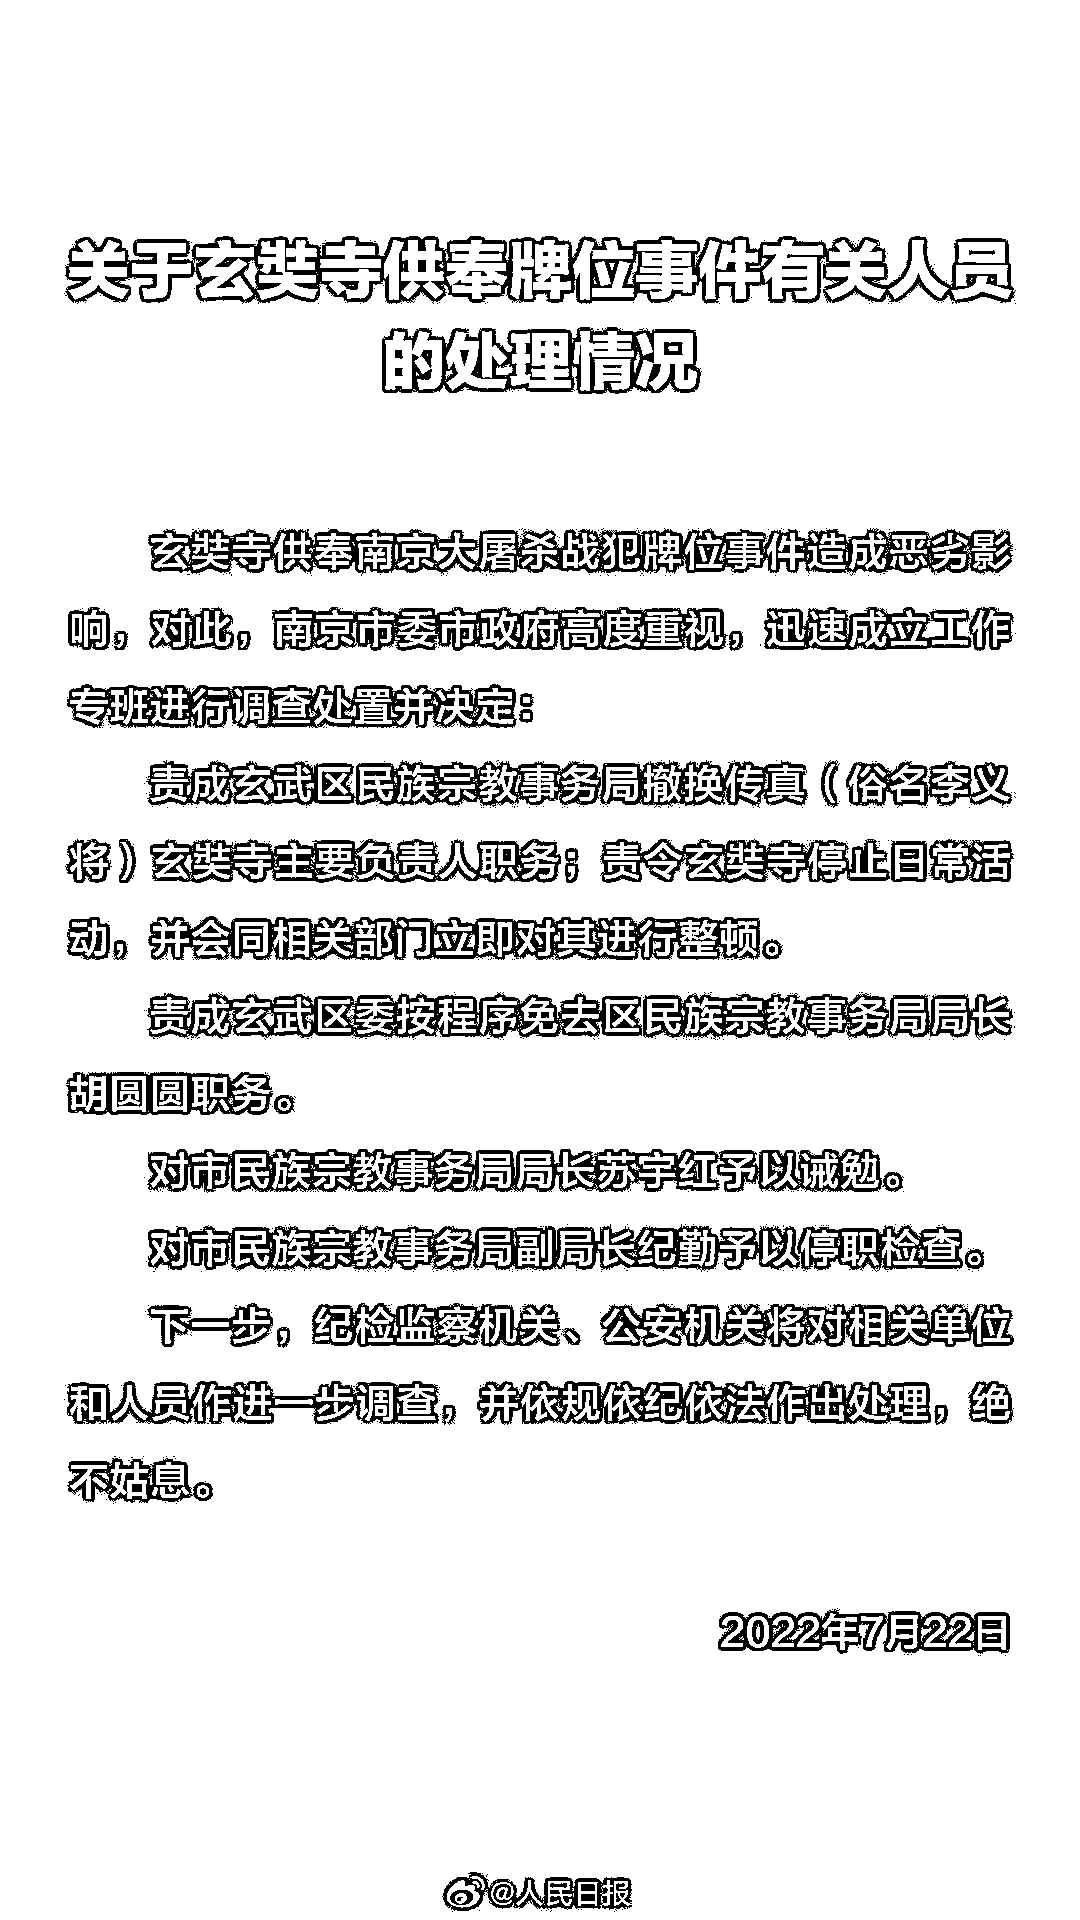 关于玄奘寺供奉牌位事件有关人员
的处理情况
玄奘寺供奉南京大屠杀战犯牌位事件造成恶劣影
响，对此，南京市委市政府高度重视，迅速成立工作
专班进行调查处置并决定：
责成玄武区民族宗教事务局撤换传真（俗名李义
将）玄奘寺主要负责人职务；责令玄奘寺停止日常活
动，并会同相关部门立即对其进行整顿。
责成玄武区委按程序免去区民族宗教事务局局长
胡圆圆职务。
对市民族宗教事务局局长苏宇红予以诫勉。
对市民族宗教事务局副局长纪勤予以停职检查。
下一步，纪检监察机关、公安机关将对相关单位
和人员作进一步调查，并依规依纪依法作出处理，绝
不姑息。
2022年7月22日
@人民日报